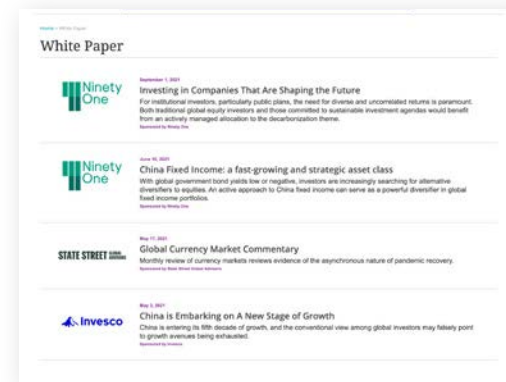 Home > White Paper
White Paper
Ninety
One
September 1, 2021
Investing in Companies That Are Shaping the Future
For institutional investors, particularly public plans, the need for diverse and uncorrelated returns is paramount.
Both traditional global equity investors and those committed to sustainable investment agendas would benefit
from an actively managed allocation to the decarbonization theme.
Sponsored by Ninety One
Ninety
One
June 10, 2021
China Fixed Income: a fast-growing and strategic asset class
With global government bond yields low or negative, investors are increasingly searching for alternative
diversifiers to equities. An active approach to China fixed income can serve as a powerful diversifier in global
fixed income portfolios.
Sponsored by Ninety One
STATE STREET GLOBAL ADVISORS
May 17, 2021
Global Currency Market Commentary
Monthly review of currency markets reviews evidence of the asynchronous nature of pandemic recovery.
Sponsored by State Street Global Advisors
Invesco
May 3, 2021
China is Embarking on A New Stage of Growth
China is entering its fifth decade of growth, and the conventional view among global investors may falsely point
to growth avenues being exhausted.
Sponsored by Invesco